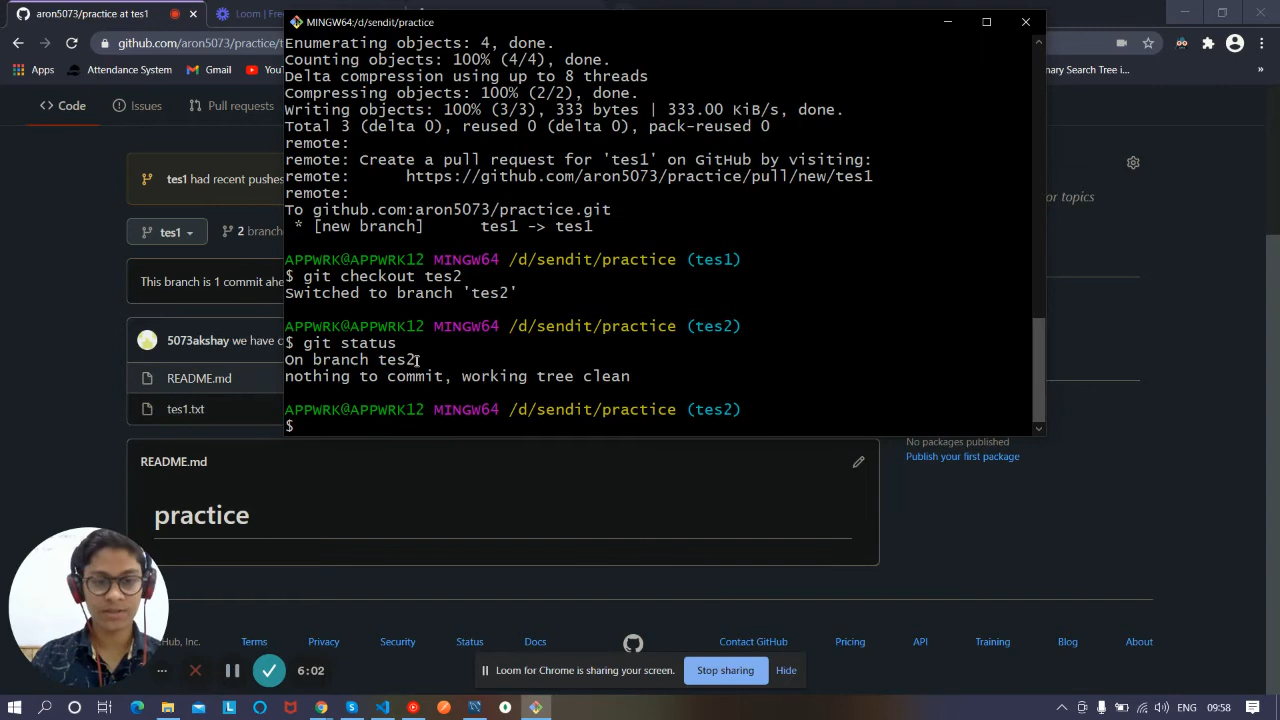 aron5073/practice at tes1
Loom | Free
MINGW64:/d/sendit/practice
github.com/aron5073/practice/t
Apps
Attendance System
Gmail
YouT
inary Search Tree i...
Code
Issues
Pull requests
tes1 had recent pushes
tes1
2 branch
This branch is 1 commit ahe
5073akshay we have c
README.md
tes1.txt
Enumerating objects: 4, done.
Counting objects: 100% (4/4), done.
Delta compression using up to 8 threads
Compressing objects: 100% (2/2), done.
Writing objects: 100% (3/3), 333 bytes | 333.00 KiB/s, done.
Total 3 (delta 0), reused 0 (delta 0), pack-reused 0
remote:
remote: Create a pull request for 'tes1' on GitHub by visiting:
remote:      https://github.com/aron5073/practice/pull/new/tes1
remote:
To github.com:aron5073/practice.git
 * [new branch]      tes1 -> tes1
APPWRK@APPWRK12 MINGW64 /d/sendit/practice (tes1)
$ git checkout tes2
Switched to branch 'tes2'
APPWRK@APPWRK12 MINGW64 /d/sendit/practice (tes2)
$ git status
On branch tes2
nothing to commit, working tree clean
APPWRK@APPWRK12 MINGW64 /d/sendit/practice (tes2)
$
or topics
No packages published
Publish your first package
README.md
practice
Hub, Inc.
Terms
Privacy
Security
Status
Docs
Contact GitHub
Pricing
API
Training
Blog
About
6:02
Loom for Chrome is sharing your screen.
Stop sharing
Hide
ENG
09:58